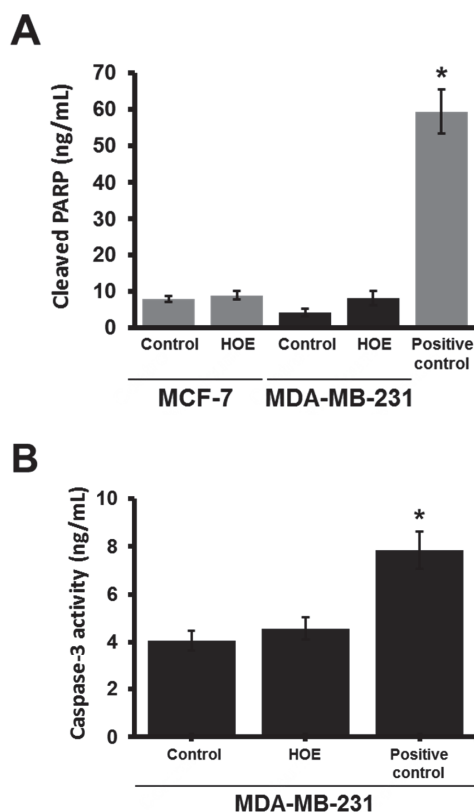 A
Cleaved PARP (ng/mL)
70
60
50
40
30
20
10
0
*
Control HOE Control HOE Positive
control
MCF-7 MDA-MB-231
B
Caspase-3 activity (ng/mL)
10
8
6
4
2
0
*
Control HOE Positive
control
MDA-MB-231